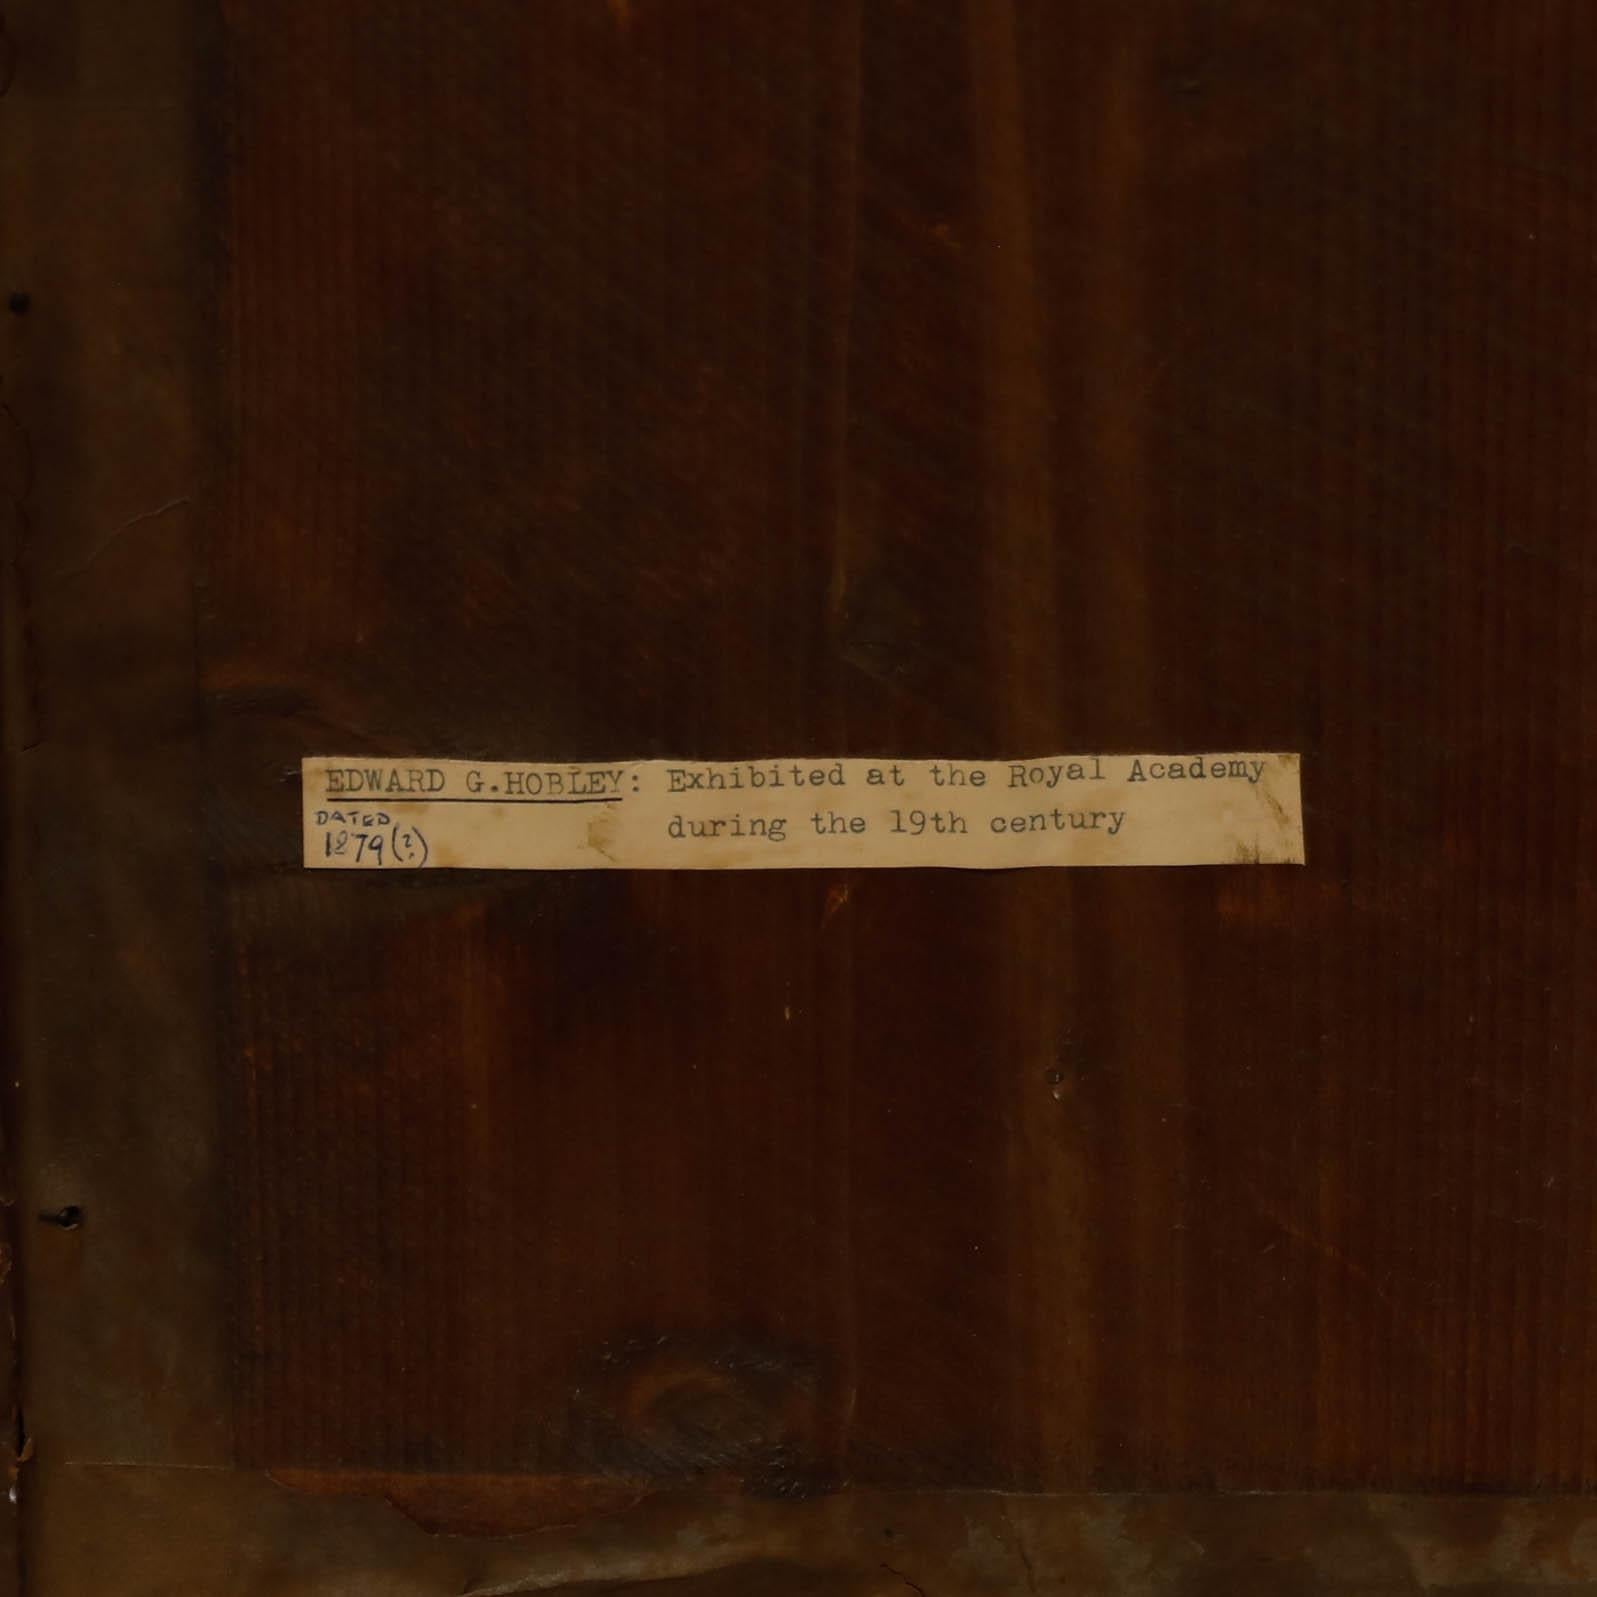 EDWARD G.HOBLEY: Exhibited at the Royal Academy
during the 19th century
DATED
1879(?)